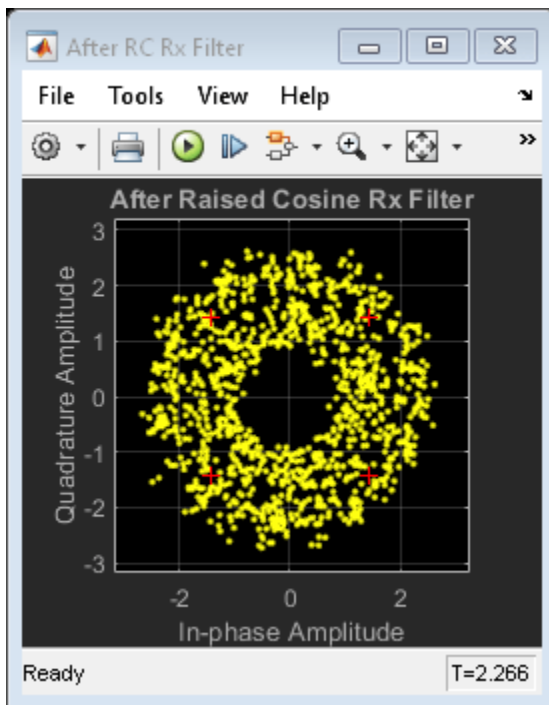 After RC Rx Filter
File Tools View Help
After Raised Cosine Rx Filter
3
2
1
0
-1
-2
-3
Quadrature Amplitude
-2 0 2
In-phase Amplitude
Ready T=2.266